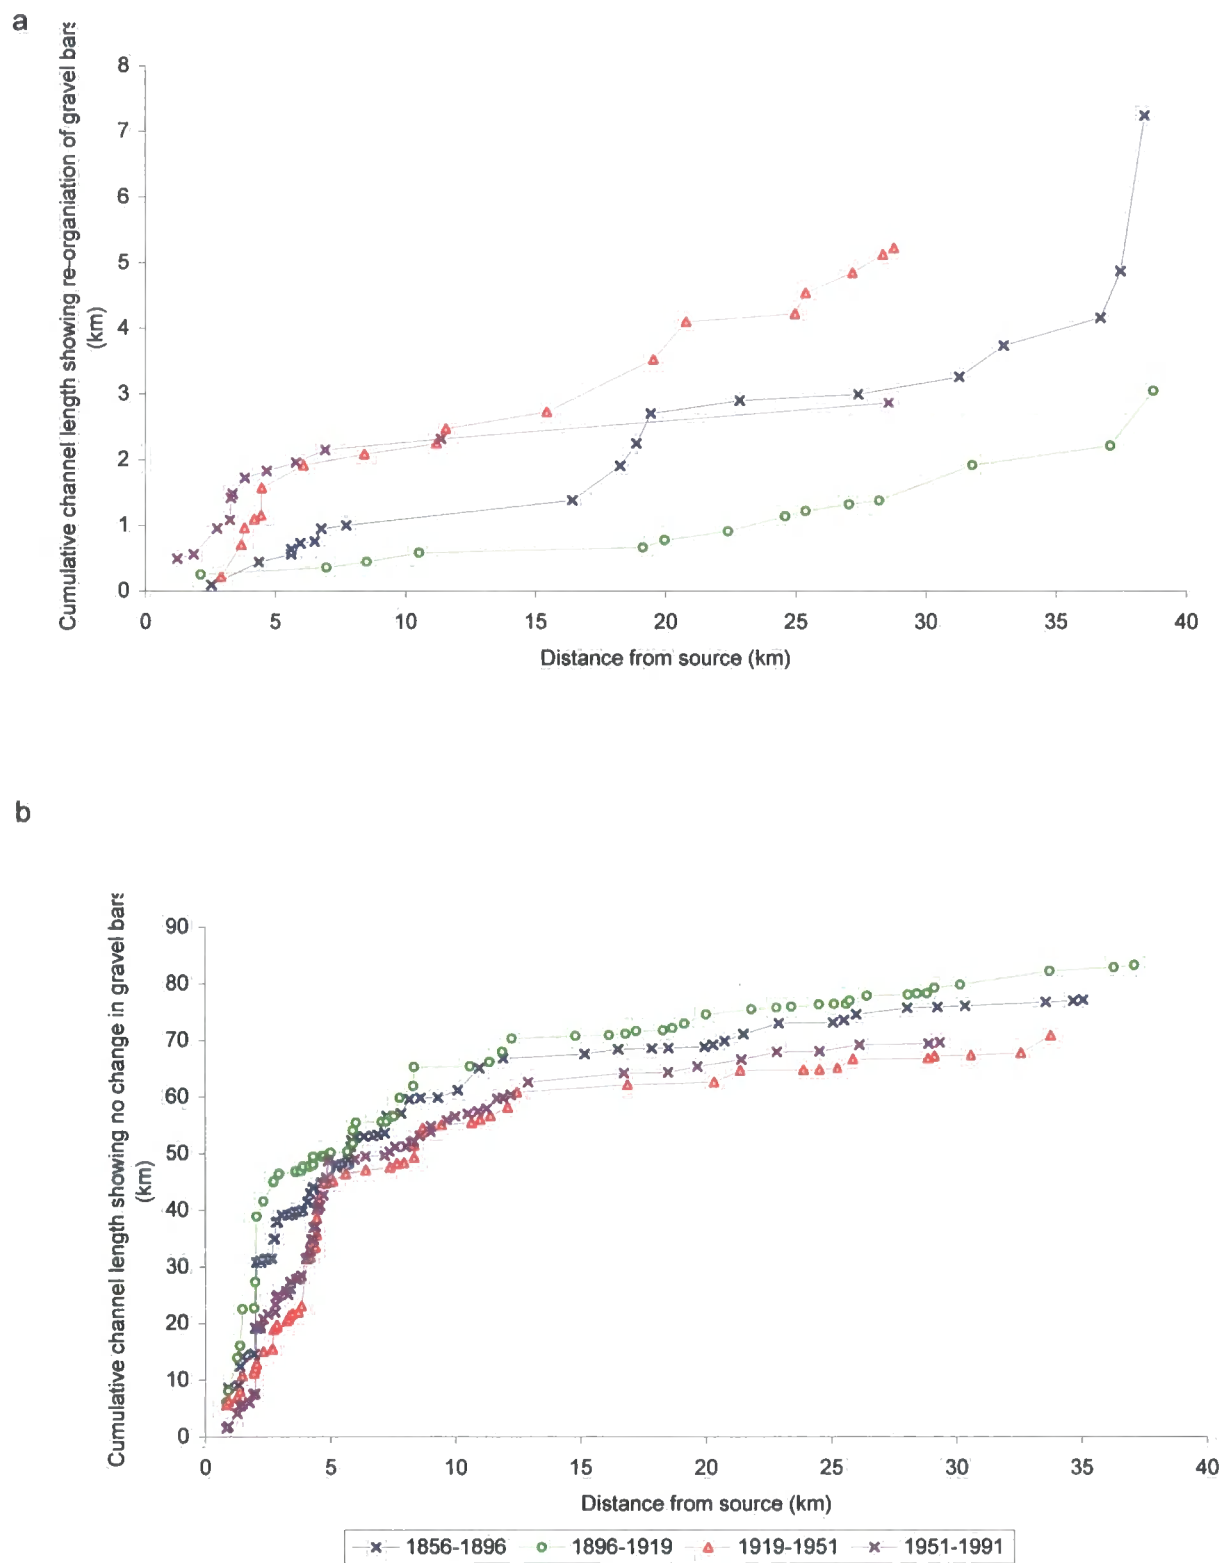 a
Cumulative channel length showing re-organiation of gravel bars
(km)
8
7
6
5
4
3
2
1
0
0 5 10 15 20 25 30 35 40
Distance from source (km)
b
Cumulative channel length showing no change in gravel bars
(km)
90
80
70
60
50
40
30
20
10
0
0 5 10 15 20 25 30 35 40
Distance from source (km)
1856-1896 1896-1919 1919-1951 1951-1991